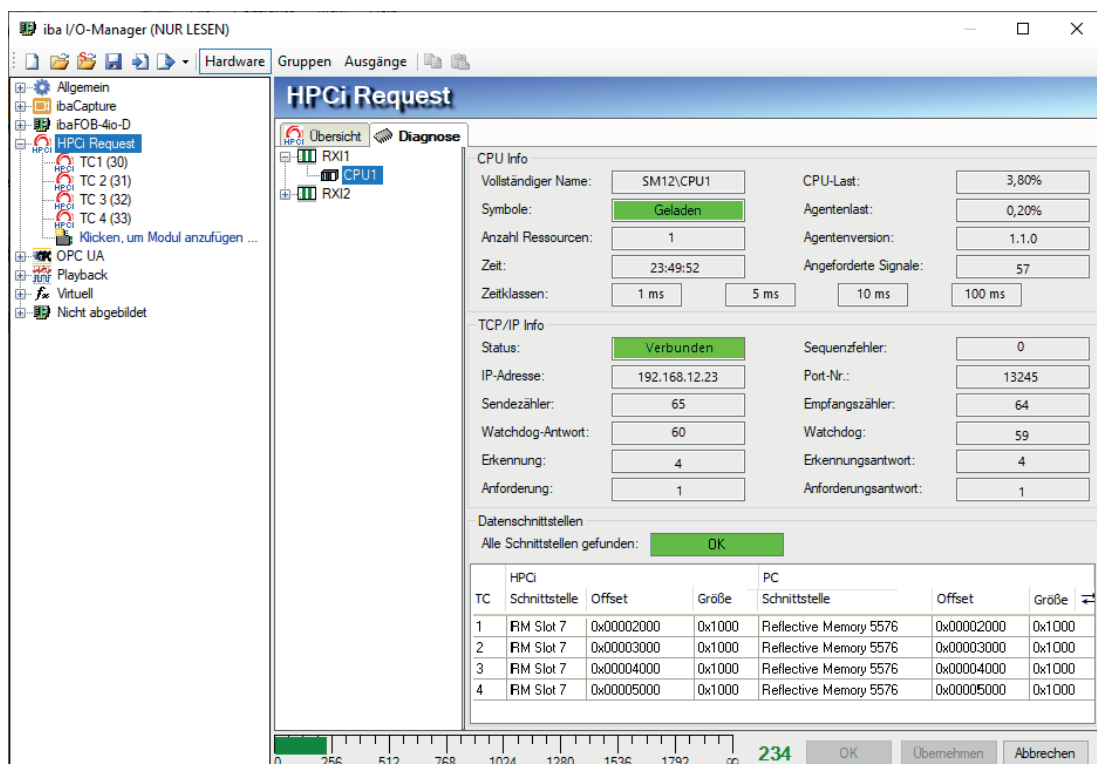 iba I/O-Manager (NUR LESEN)
Hardware Gruppen Ausgänge
Allgemein
ibaCapture
ibaFOB-4io-D
HPCi Request
TC1 (30)
TC 2 (31)
TC 3 (32)
TC 4 (33)
Klicken, um Modul anzufügen ...
OPC UA
Playback
Virtuell
Nicht abgebildet
HPCi Request
Übersicht Diagnose
RXI1
CPU1
RXI2
CPU Info
Vollständiger Name: SM12\CPU1 CPU-Last: 3,80%
Symbole: Geladen Agentenlast: 0,20%
Anzahl Ressourcen: 1 Agentenversion: 1.1.0
Zeit: 23:49:52 Angeforderte Signale: 57
Zeitklassen: 1 ms 5 ms 10 ms 100 ms
TCP/IP Info
Status: Verbunden Sequenzfehler: 0
IP-Adresse: 192.168.12.23 Port-Nr.: 13245
Sendezähler: 65 Empfangszähler: 64
Watchdog-Antwort: 60 Watchdog: 59
Erkennung: 4 Erkennungsantwort: 4
Anforderung: 1 Anforderungsantwort: 1
Datenschnittstellen
Alle Schnittstellen gefunden: OK
HPCi PC
TC Schnittstelle Offset Größe Schnittstelle Offset Größe
1 RM Slot 7 0x00002000 0x1000 Reflective Memory 5576 0x00002000 0x1000
2 RM Slot 7 0x00003000 0x1000 Reflective Memory 5576 0x00003000 0x1000
3 RM Slot 7 0x00004000 0x1000 Reflective Memory 5576 0x00004000 0x1000
4 RM Slot 7 0x00005000 0x1000 Reflective Memory 5576 0x00005000 0x1000
0 256 512 768 1024 1280 1536 1792 ∞ 234 OK Übernehmen Abbrechen